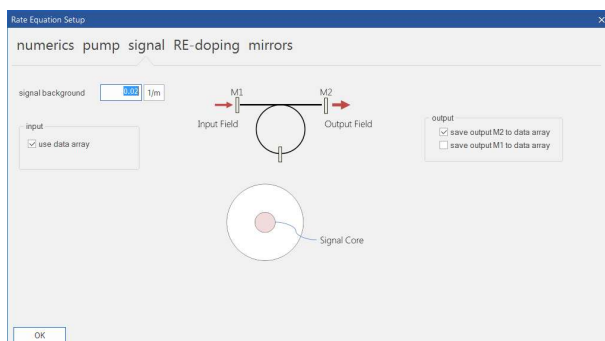 Rate Equation Setup
numerics pump signal RE-doping mirrors
signal background 0.02 1/m
input
use data array
M1 M2
Input Field Output Field
output
save output M2 to data array
save output M1 to data array
Signal Core
OK